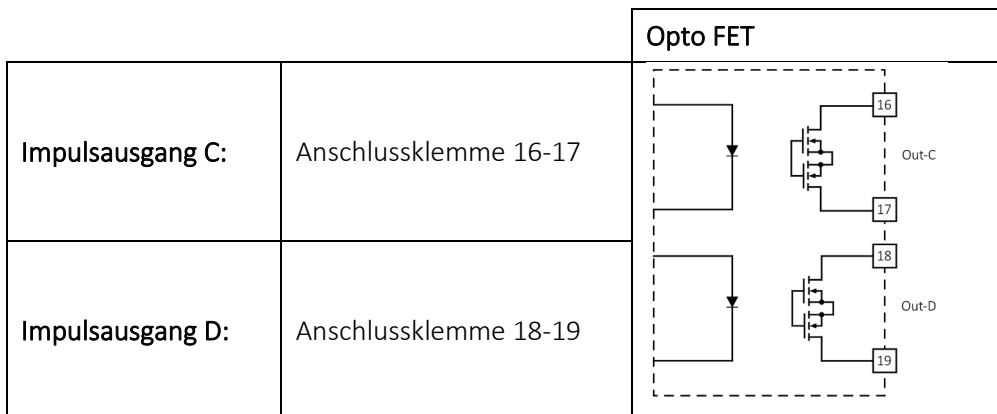 Opto FET
Impulsausgang C:
Anschlussklemme 16-17
16
Out-C
17
Impulsausgang D:
Anschlussklemme 18-19
18
Out-D
19